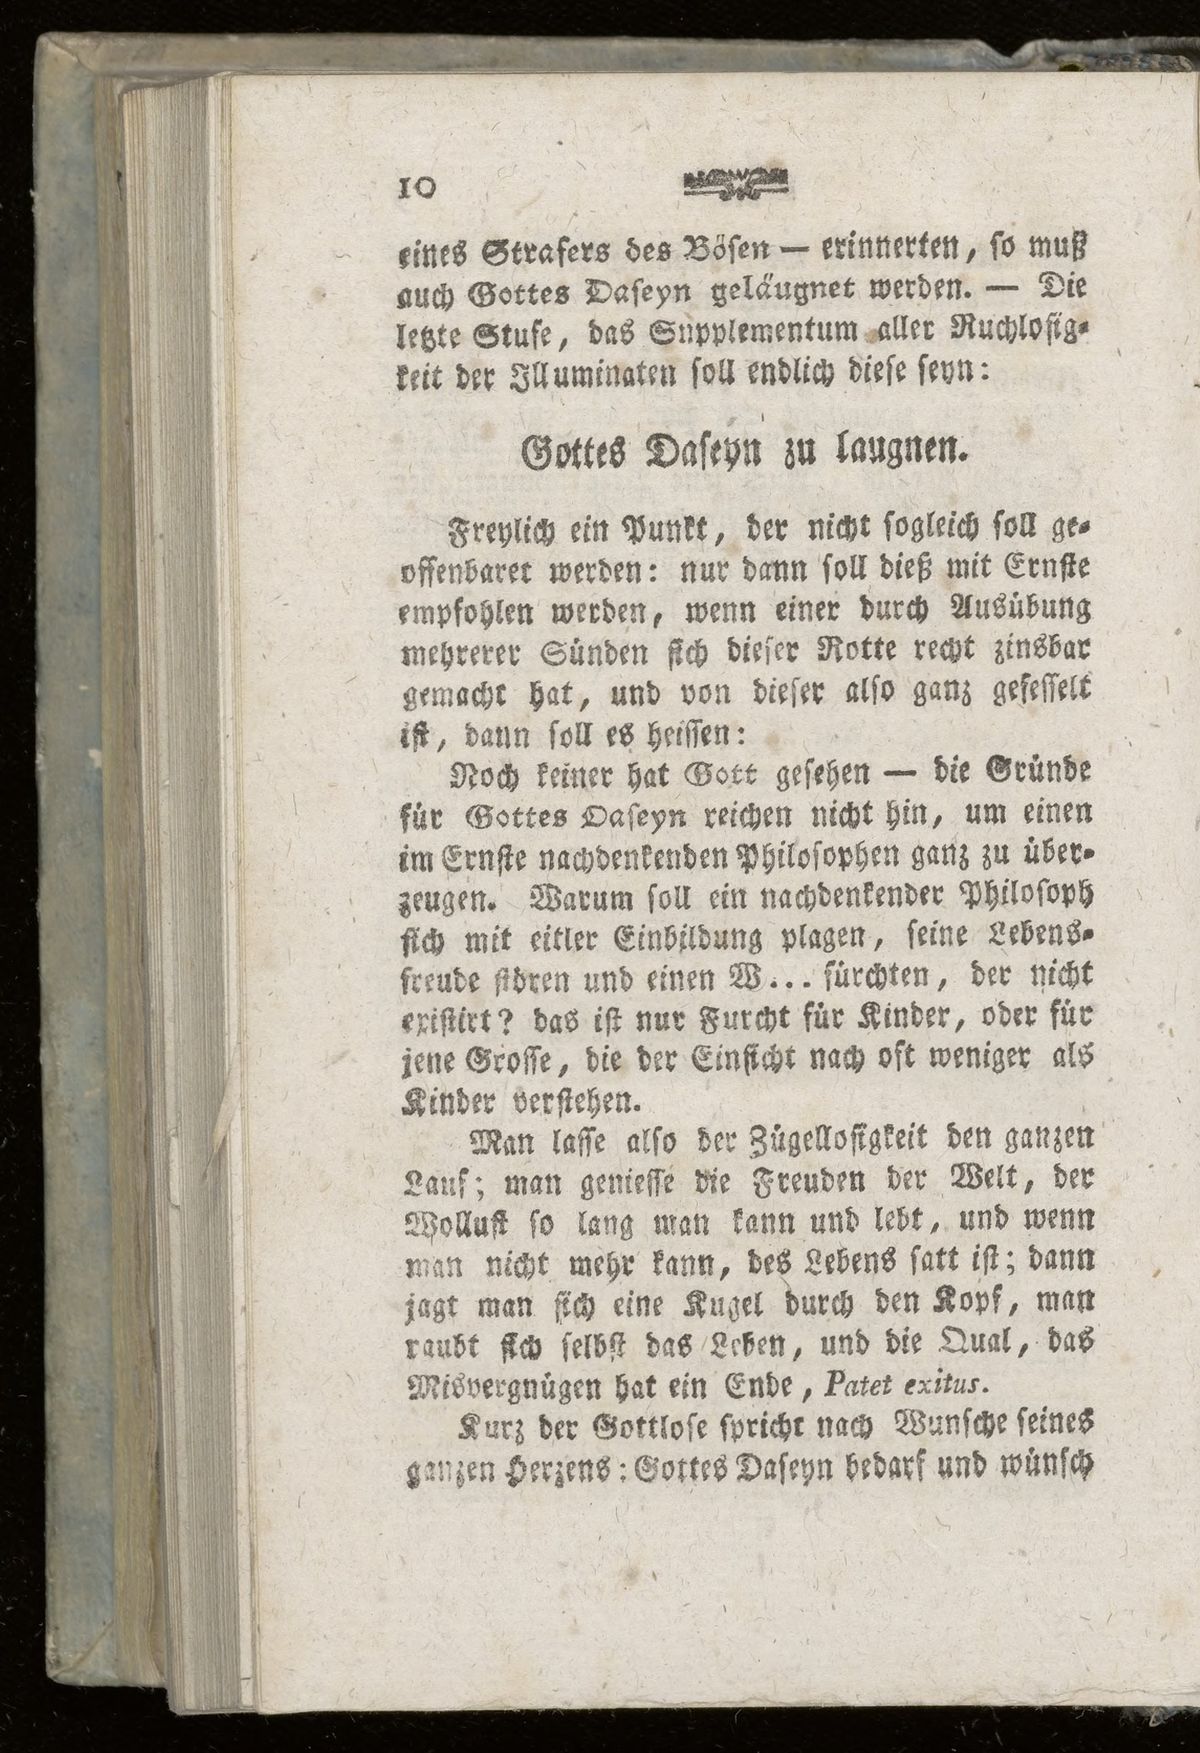 10
eines Strafers des Bösen — erinnerten, so muß
auch Gottes Daseyn geläugnet werden. — Die
letzte Stufe, das Supplementum aller Ruchlosig-
keit der Illuminaten soll endlich diese seyn:
Gottes Daseyn zu laugnen.
Freylich ein Punkt, der nicht sogleich soll ge-
offenbaret werden: nur dann soll dieß mit Ernste
empfohlen werden, wenn einer durch Ausübung
mehrerer Sünden sich dieser Rotte recht zinsbar
gemacht hat, und von dieser also ganz gefesselt
ist, dann soll es heissen:
Noch keiner hat Gott gesehen — die Gründe
für Gottes Daseyn reichen nicht hin, um einen
im Ernste nachdenkenden Philosophen ganz zu über-
zeugen. Warum soll ein nachdenkender Philosoph
sich mit eitler Einbildung plagen, seine Lebens-
freude stören und einen W... fürchten, der nicht
existirt? das ist nur Furcht für Kinder, oder für
jene Grosse, die der Einsicht nach oft weniger als
Kinder verstehen.
Man lasse also der Zügellosigkeit den ganzen
Lauf; man geniesse die Freuden der Welt, der
Wollust so lang man kann und lebt, und wenn
man nicht mehr kann, des Lebens satt ist; dann
jagt man sich eine Kugel durch den Kopf, man
raubt sich selbst das Leben, und die Qual, das
Misvergnügen hat ein Ende, Patet exitus.
Kurz der Gottlose spricht nach Wunsche seines
ganzen Herzens: Gottes Daseyn bedarf und wünsch